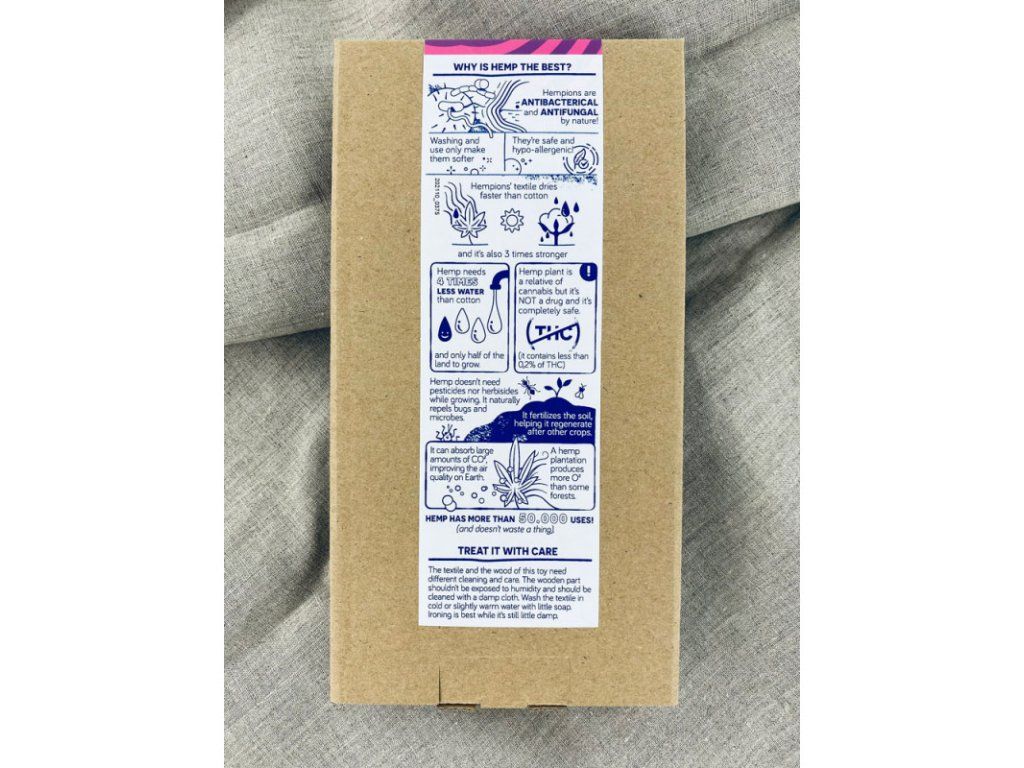 WHY IS HEMP THE BEST?
Hempions are
ANTIBACTERICAL
and ANTIFUNGAL
by nature!
Washing and
use only make
them softer
They're safe and
hypo-allergenic!
202110_0375
Hempions' textile dries
faster than cotton
and it's also 3 times stronger
Hemp needs
4 TIMES
LESS WATER
than cotton
and only half of the
land to grow.
!
Hemp plant is
a relative of
cannabis but it's
NOT a drug and it's
completely safe.
THC
(it contains less than
0,2% of THC)
Hemp doesn't need
pesticides nor herbisides
while growing. It naturally
repels bugs and
microbes.
It fertilizes the soil,
helping it regenerate
after other crops.
It can absorb large
amounts of CO²,
improving the air
quality on Earth.
A hemp
plantation
produces
more O²
than some
forests.
HEMP HAS MORE THAN 50.000 USES!
(and doesn't waste a thing)
TREAT IT WITH CARE
The textile and the wood of this toy need
different cleaning and care. The wooden part
shouldn't be exposed to humidity and should be
cleaned with a damp cloth. Wash the textile in
cold or slightly warm water with little soap.
Ironing is best while it's still little damp.